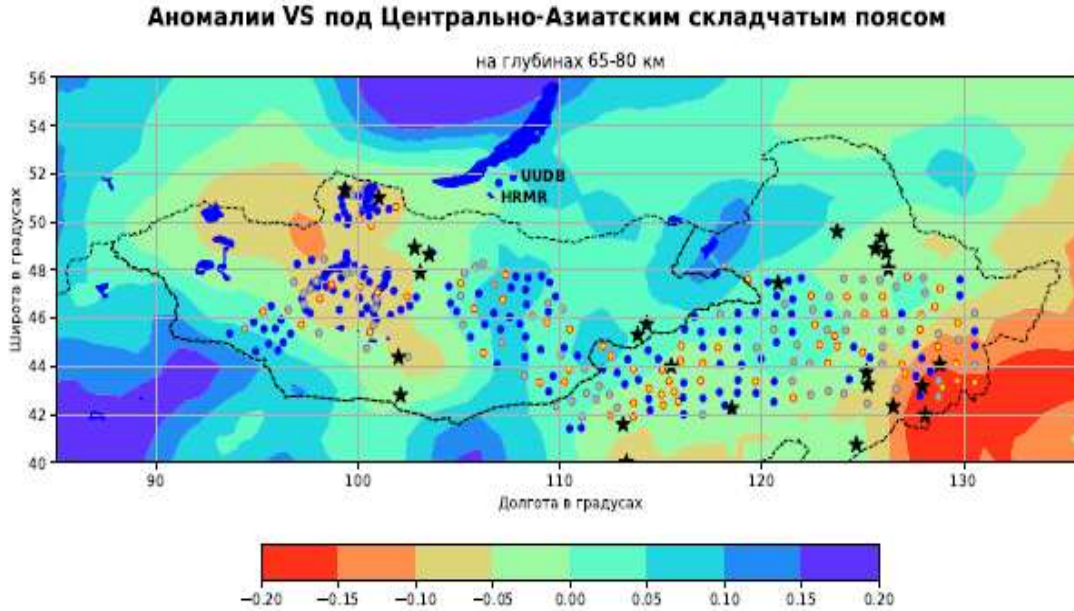 Аномалии VS под Центрально-Азиатским складчатым поясом
на глубинах 65-80 км
56
54
52
50
48
46
44
42
40
Широта в градусах
UUDB
HRMR
90 100 110 120 130
Долгота в градусах
−0.20 −0.15 −0.10 −0.05 0.00 0.05 0.10 0.15 0.20